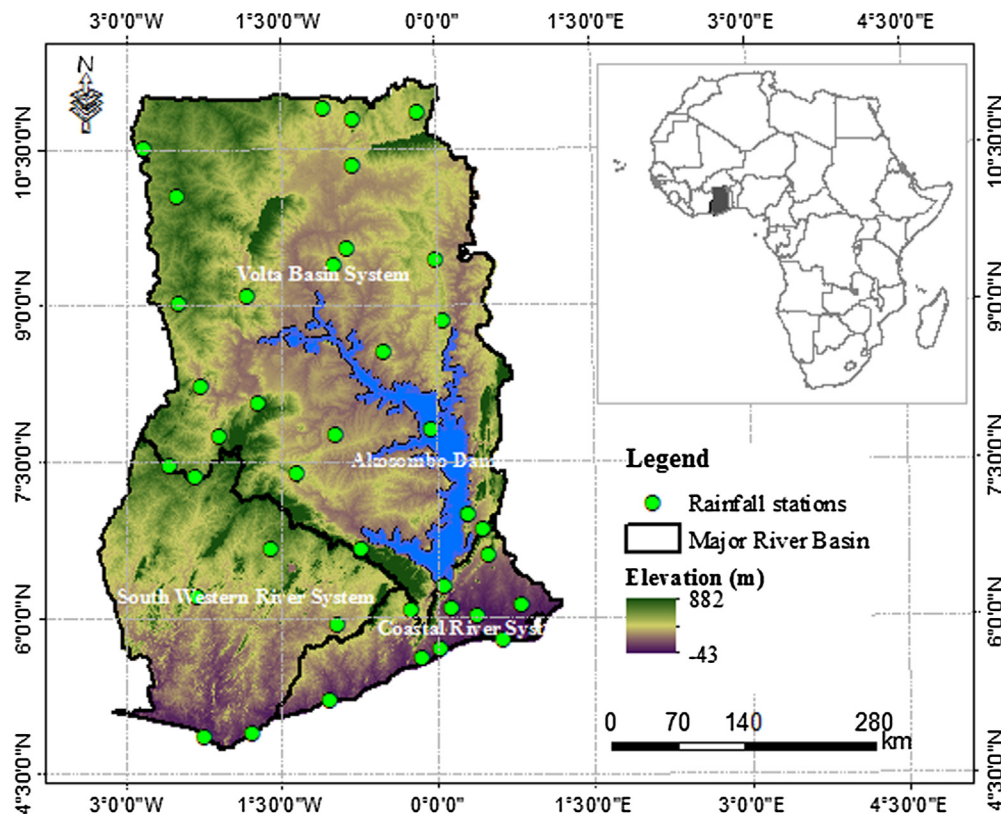 3°0'0"W 1°30'0"W 0°0'0" 1°30'0"E 3°0'0"E 4°30'0"E
N
10°30'0"N 10°30'0"N
Volta Basin System
9°0'0"N 9°0'0"N
7°30'0"N 7°30'0"N
Akosombo Dam
Legend
Rainfall stations
Major River Basin
Elevation (m)
882
-43
South Western River System
6°0'0"N 6°0'0"N
Coastal River Syst
0 70 140 280
km
4°30'0"N 4°30'0"N
3°0'0"W 1°30'0"W 0°0'0" 1°30'0"E 3°0'0"E 4°30'0"E